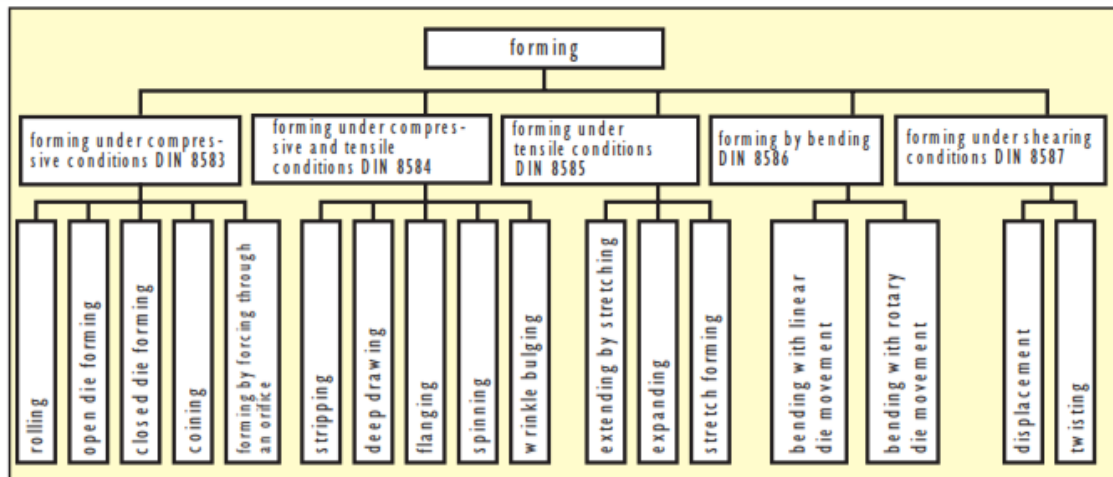 forming
forming under compres-
sive conditions DIN 8583
forming under compres-
sive and tensile
conditions DIN 8584
forming under
tensile conditions
DIN 8585
forming by bending
DIN 8586
forming under shearing
conditions DIN 8587
rolling
open die forming
closed die forming
coining
forming by forcing through
an orifice
stripping
deep drawing
flanging
spinning
wrinkle bulging
extending by stretching
expanding
stretch forming
bending with linear
die movement
bending with rotary
die movement
displacement
twisting